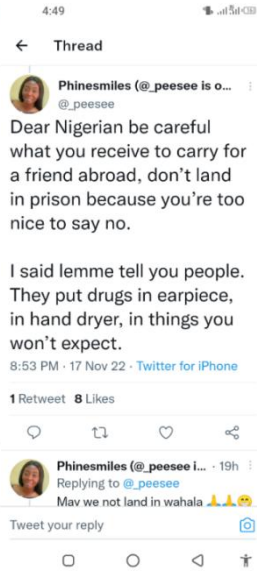 4:49
Thread
Phinesmiles (@_peesee is o...
@_peesee
Dear Nigerian be careful
what you receive to carry for
a friend abroad, don't land
in prison because you're too
nice to say no.
I said lemme tell you people.
They put drugs in earpiece,
in hand dryer, in things you
won't expect.
8:53 PM · 17 Nov 22 · Twitter for iPhone
1 Retweet 8 Likes
Phinesmiles (@_peesee i... · 19h
Replying to @_peesee
May we not land in wahala 🙏🙏😁
Tweet your reply